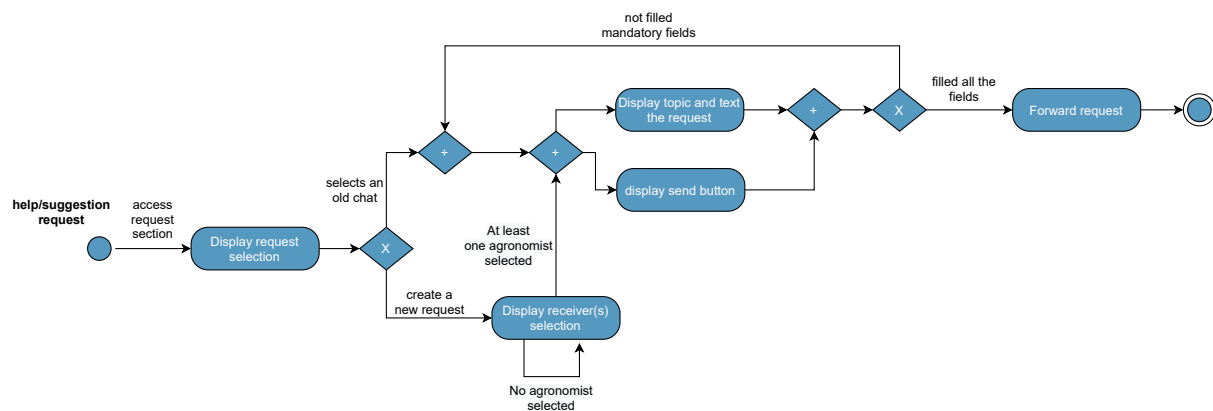 not filled
mandatory fields
filled all the
fields
Display topic and text
the request
+
X
Forward request
+
+
selects an
old chat
display send button
help/suggestion
request
access
request
section
Display request
selection
X
At least
one agronomist
selected
create a
new request
Display receiver(s)
selection
No agronomist
selected